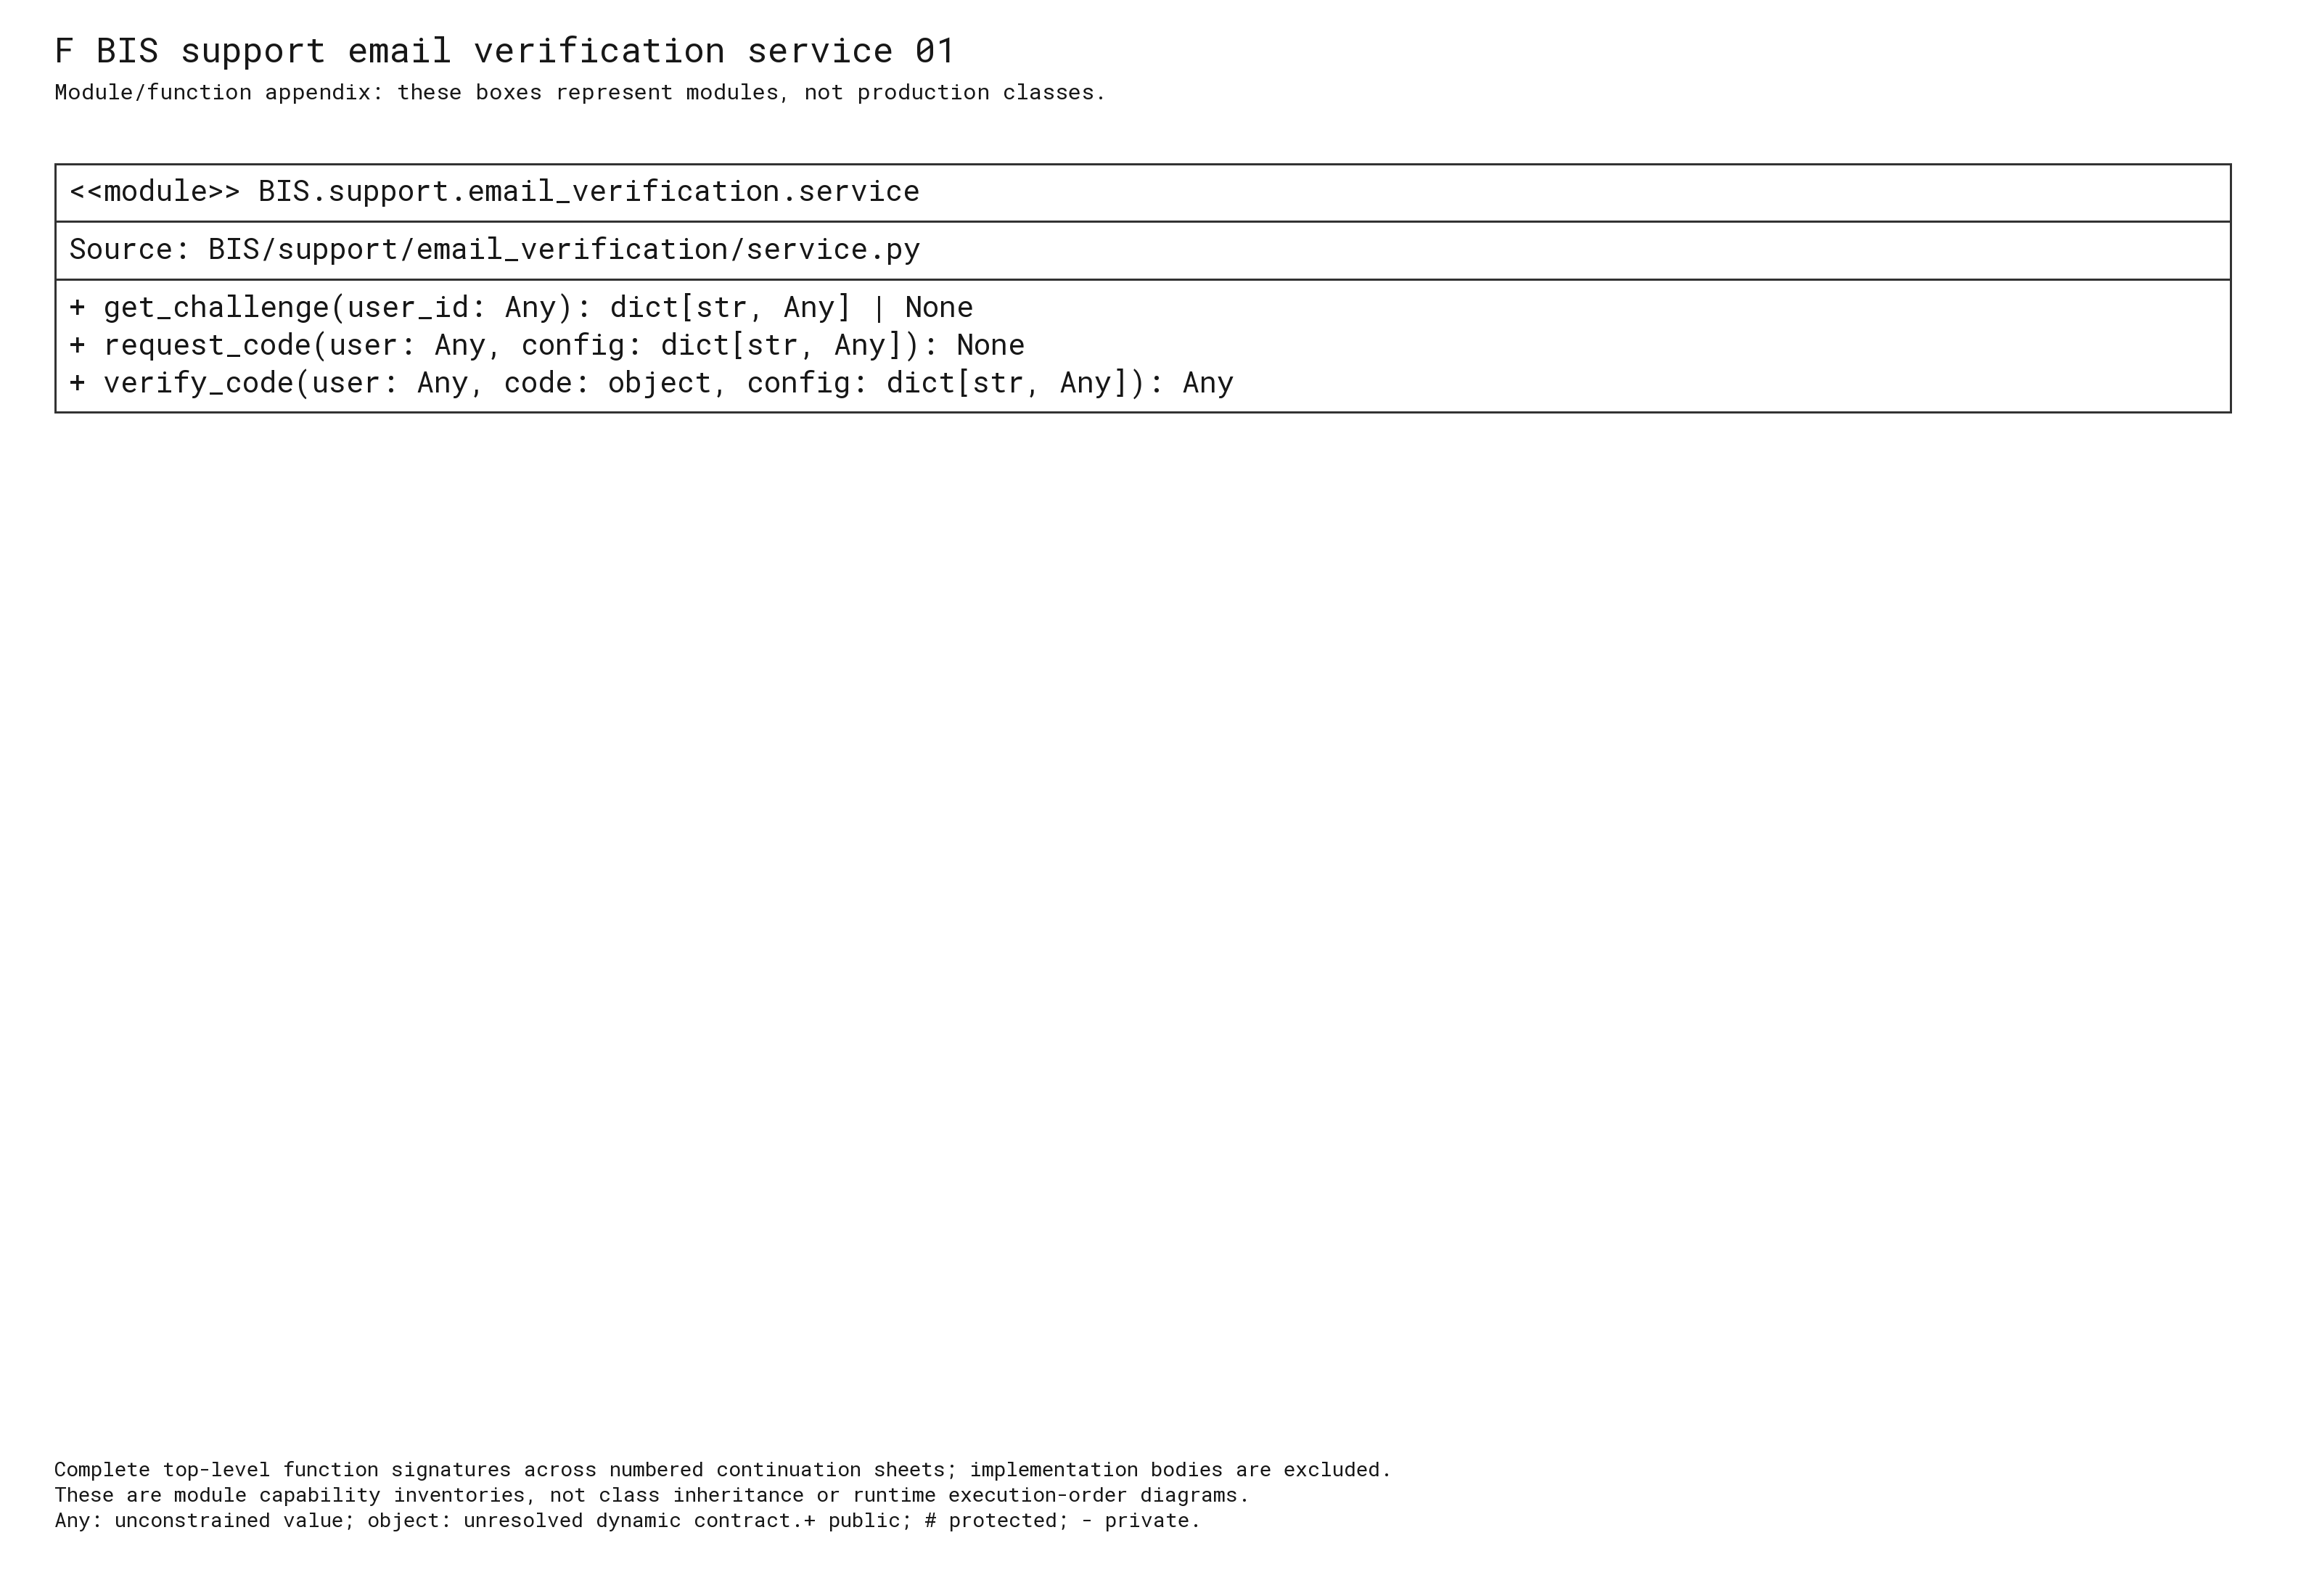 F BIS support email verification service 01
Module/function appendix: these boxes represent modules, not production classes.
<<module>> BIS.support.email_verification.service
Source: BIS/support/email_verification/service.py
+ get_challenge(user_id: Any): dict[str, Any] | None
+ request_code(user: Any, config: dict[str, Any]): None
+ verify_code(user: Any, code: object, config: dict[str, Any]): Any
Complete top-level function signatures across numbered continuation sheets; implementation bodies are excluded.
These are module capability inventories, not class inheritance or runtime execution-order diagrams.
Any: unconstrained value; object: unresolved dynamic contract.+ public; # protected; - private.